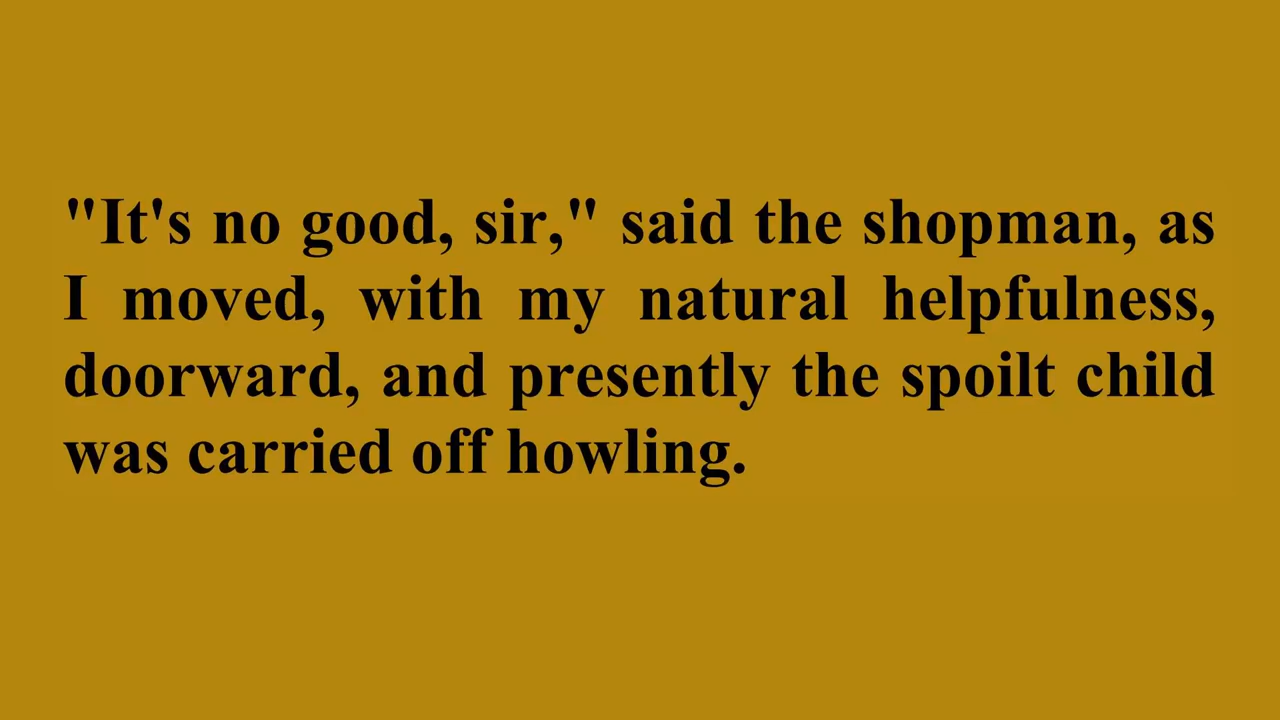 "It's no good, sir," said the shopman, as
I moved, with my natural helpfulness,
doorward, and presently the spoilt child
was carried off howling.